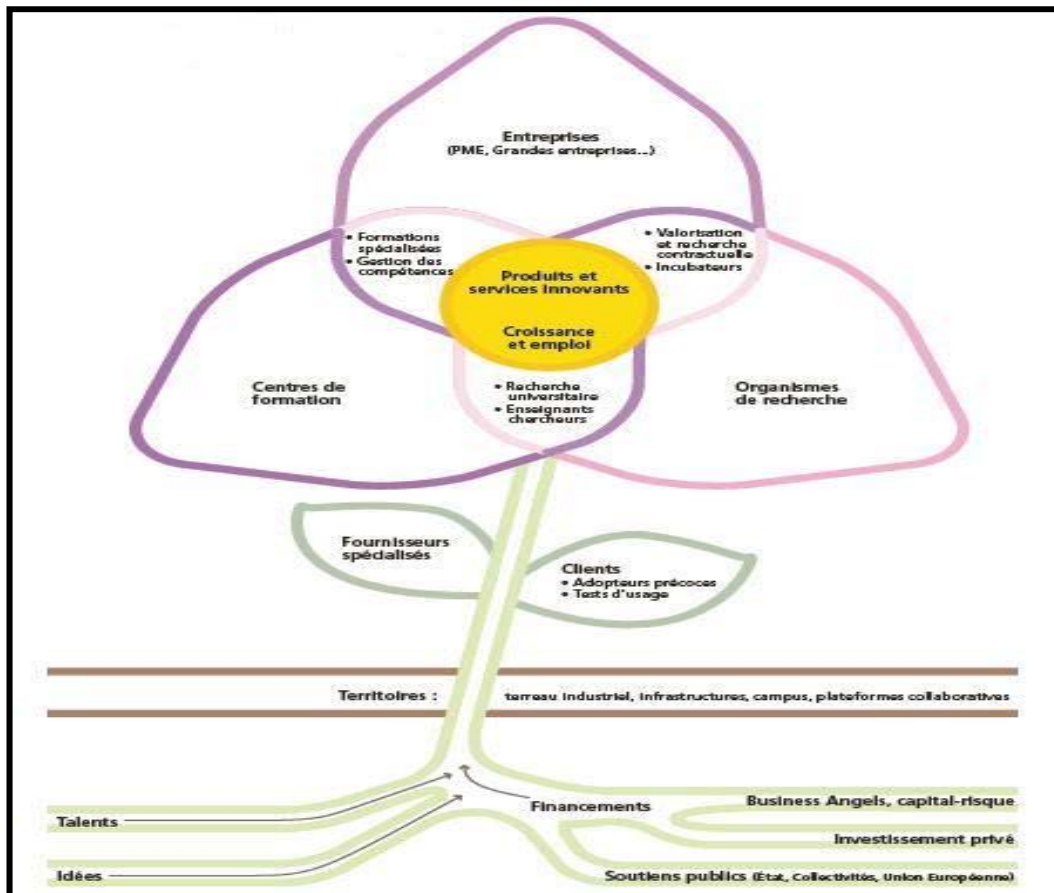 Entreprises
(PME, Grandes entreprises...)
• Formations
spécialisées
• Gestion des
compétences
• Valorisation
et recherche
contractuelle
• Incubateurs
Produits et
services innovants
Croissance
et emploi
Centres de
formation
• Recherche
universitaire
• Enseignants
chercheurs
Organismes
de recherche
Fournisseurs
spécialisés
Clients
• Adopteurs précoces
• Tests d'usage
Territoires : terreau industriel, infrastructures, campus, plateformes collaboratives
Talents
Idées
Financements
Business Angels, capital-risque
Investissement privé
Soutiens publics (État, Collectivités, Union Européenne)